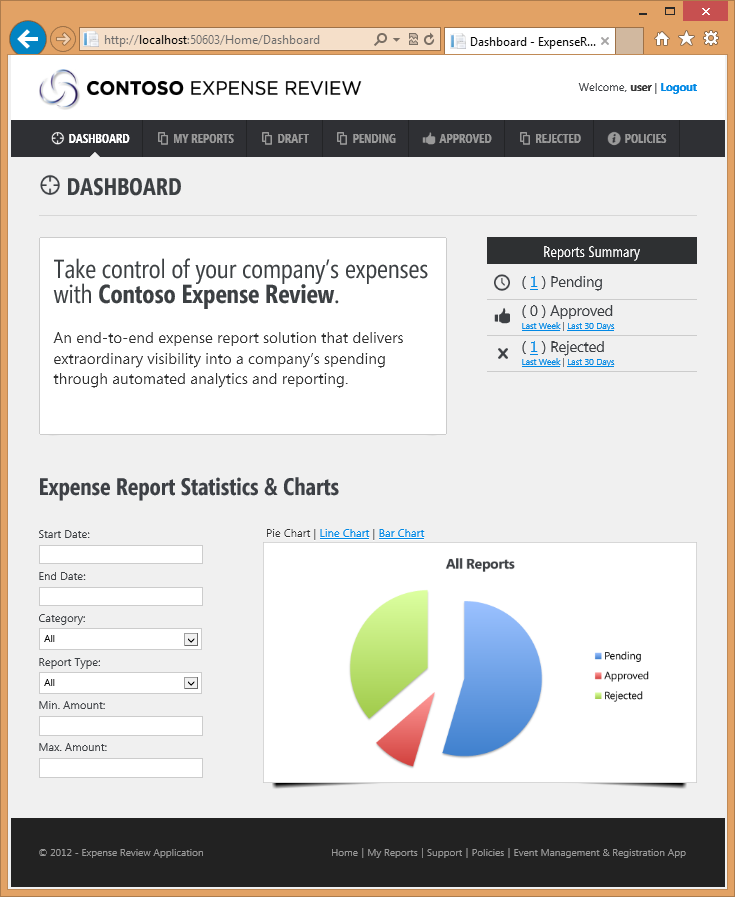 http://localhost:50603/Home/Dashboard
Dashboard - ExpenseR...
CONTOSO EXPENSE REVIEW
Welcome, user | Logout
DASHBOARD
MY REPORTS
DRAFT
PENDING
APPROVED
REJECTED
POLICIES
DASHBOARD
Take control of your company's expenses
with Contoso Expense Review.
An end-to-end expense report solution that delivers
extraordinary visibility into a company's spending
through automated analytics and reporting.
Reports Summary
( 1 ) Pending
( 0 ) Approved
Last Week | Last 30 Days
( 1 ) Rejected
Last Week | Last 30 Days
Expense Report Statistics & Charts
Start Date:
End Date:
Category:
All
Report Type:
All
Min. Amount:
Max. Amount:
Pie Chart | Line Chart | Bar Chart
All Reports
Pending
Approved
Rejected
© 2012 - Expense Review Application
Home | My Reports | Support | Policies | Event Management & Registration App